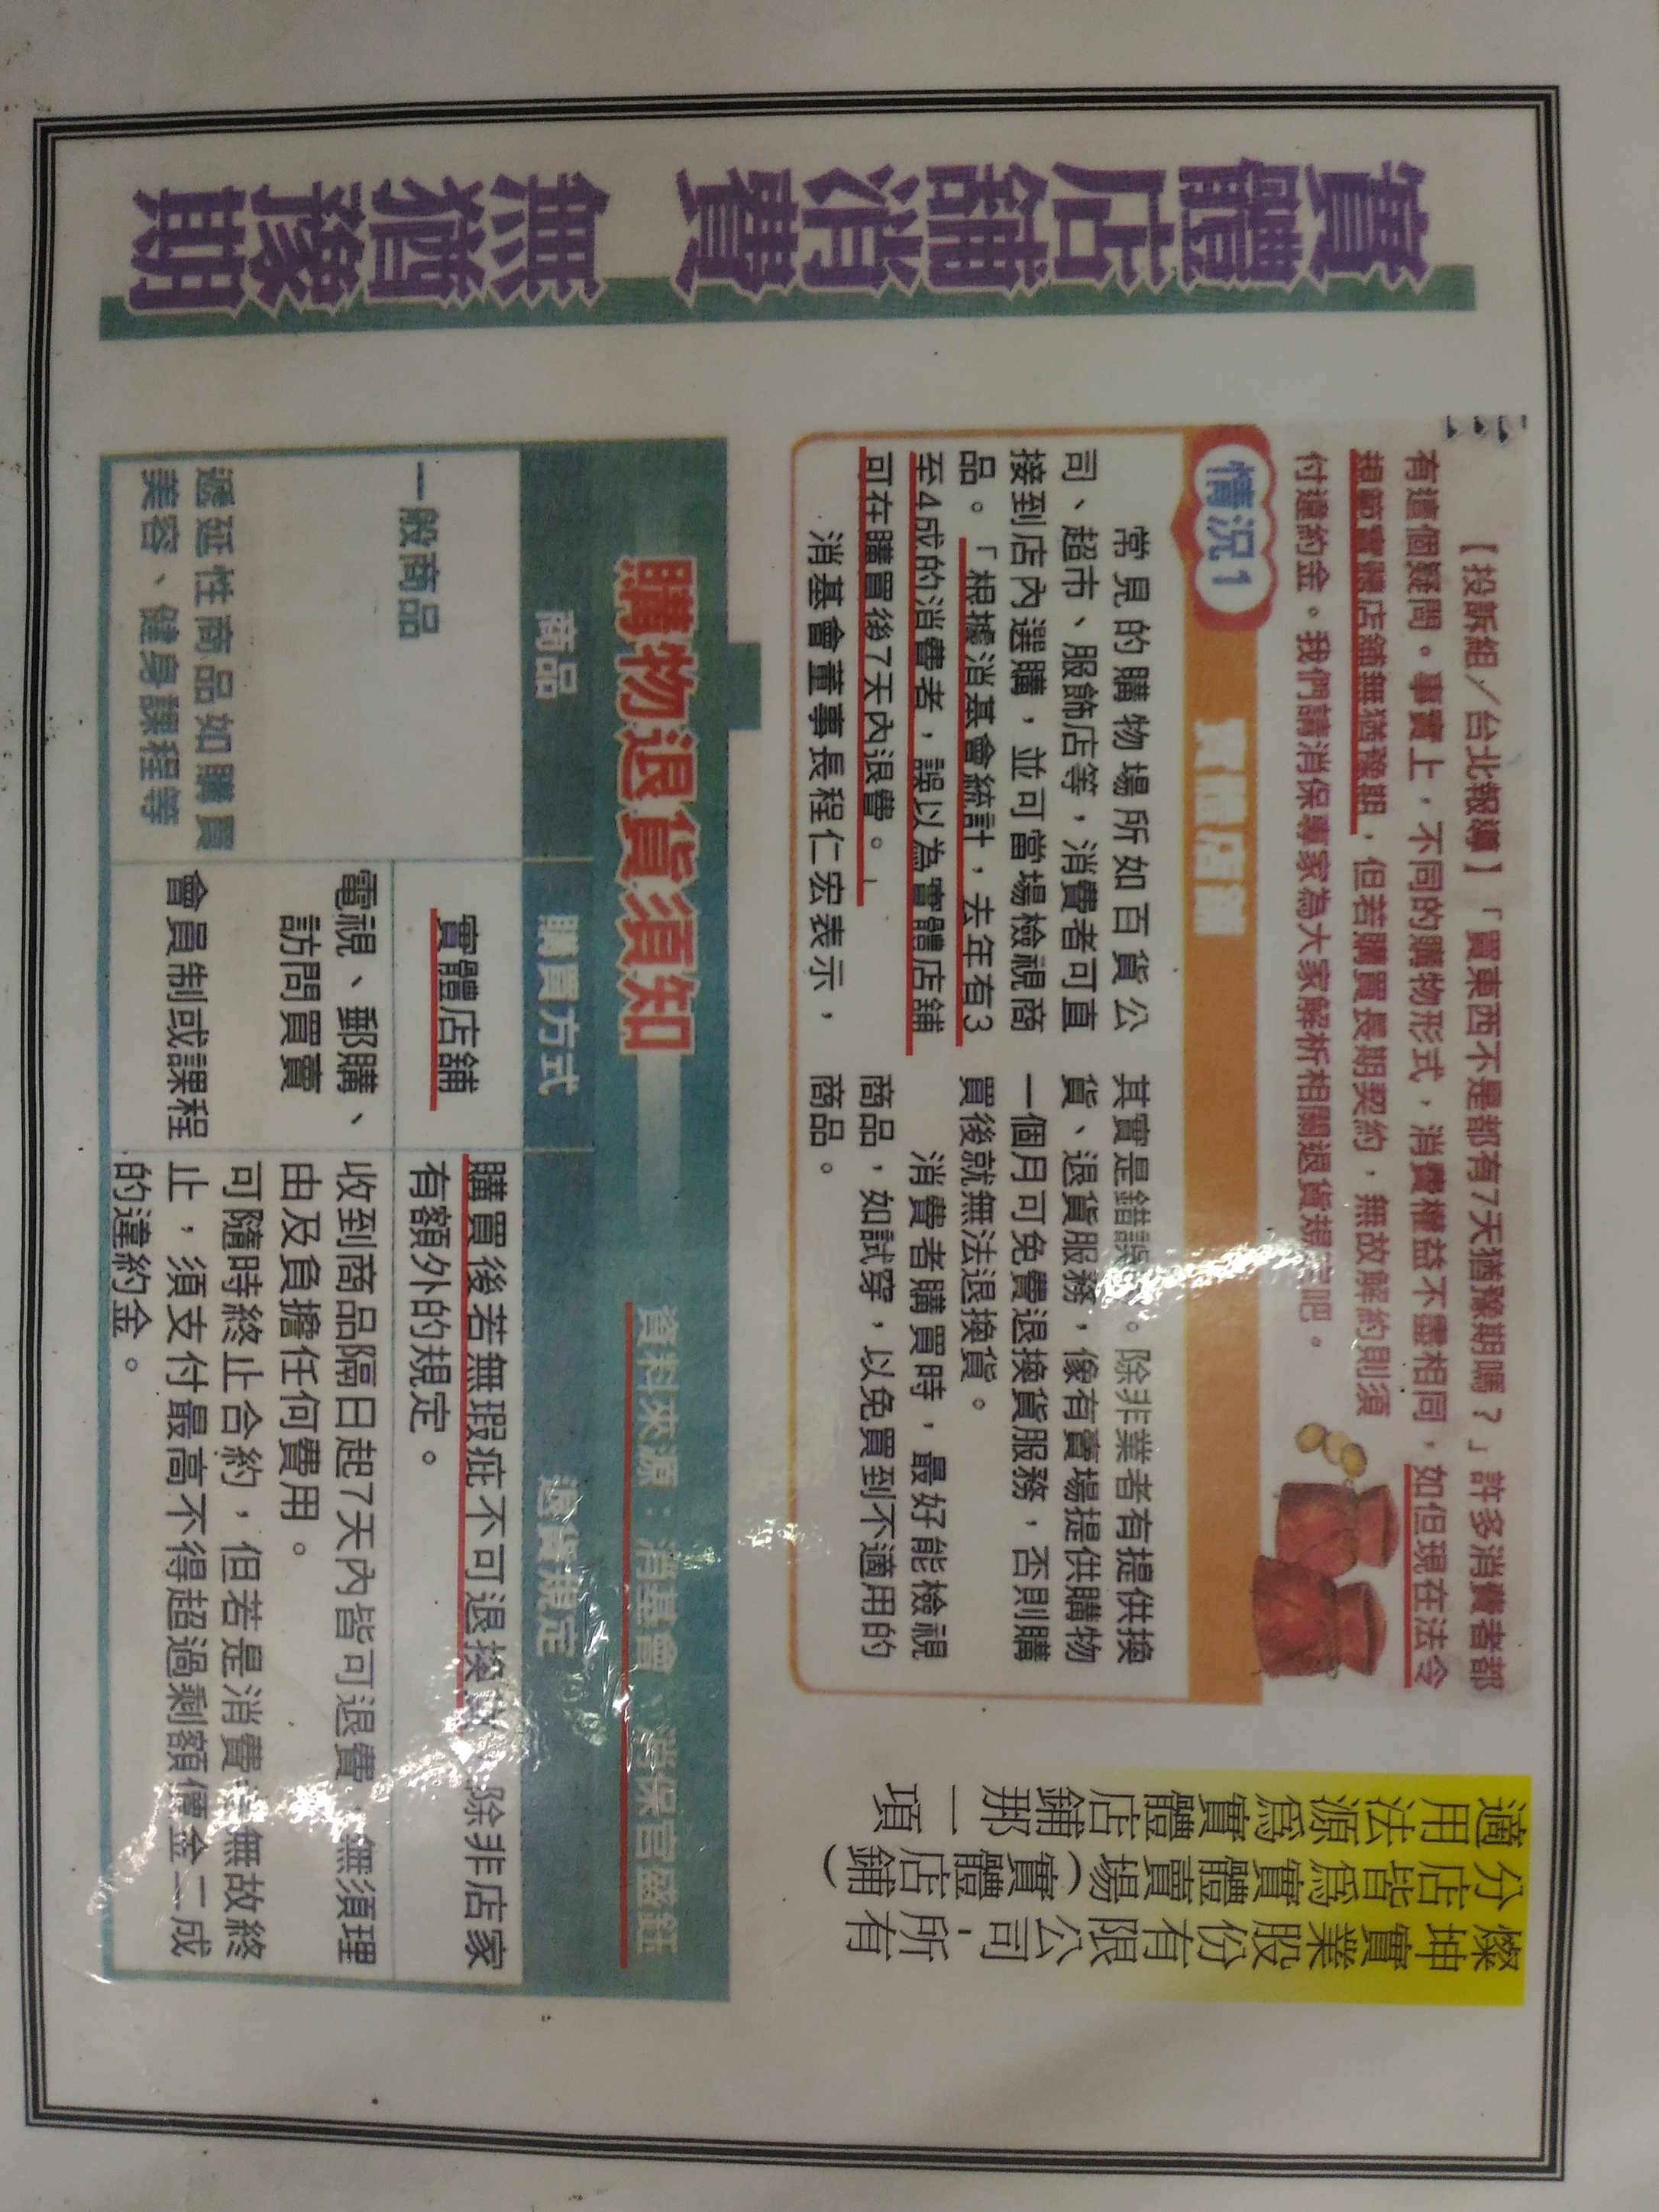 實體店舖消費　無猶豫期
【投訴組／台北報導】「買東西不是都有7天猶豫期嗎？」許多消費者都
有這個疑問。事實上，不同的購物形式，消費權益不盡相同，如但現在法令
規範實體店舖無猶豫期，但若購買長期契約，無故解約則須
付違約金。我們請消保專家為大家解析相關退貨規定吧。
情況1
實體店舖
常見的購物場所如百貨公
司、超市、服飾店等，消費者可直
接到店內選購，並可當場檢視商
品。「根據消基會統計，去年有3
至4成的消費者，誤以為實體店舖
可在購買後7天內退費。」
消基會董事長程仁宏表示，
其實是錯誤。除非業者有提供換
貨、退貨服務，像有賣場提供購物
一個月可免費退換貨服務，否則購
買後就無法退換貨。
消費者購買時，最好能檢視
商品，如試穿，以免買到不適用的
商品。
燦坤實業股份有限公司-所有
分店皆為實體賣場(實體店舖)
適用法源為實體店舖那一項
購物退貨須知
資料來源：消基會、消保官
商品
購買方式
退貨規定
一般商品
實體店舖
購買後若無瑕疵不可退換　除非店家
有額外的規定。
電視、郵購、
訪問買賣
收到商品隔日起7天內皆可退費，無須理
由及負擔任何費用。
遞延性商品如購買
美容、健身課程等
會員制或課程
可隨時終止合約，但若是消費者無故終
止，須支付最高不得超過剩額價金二成
的違約金。